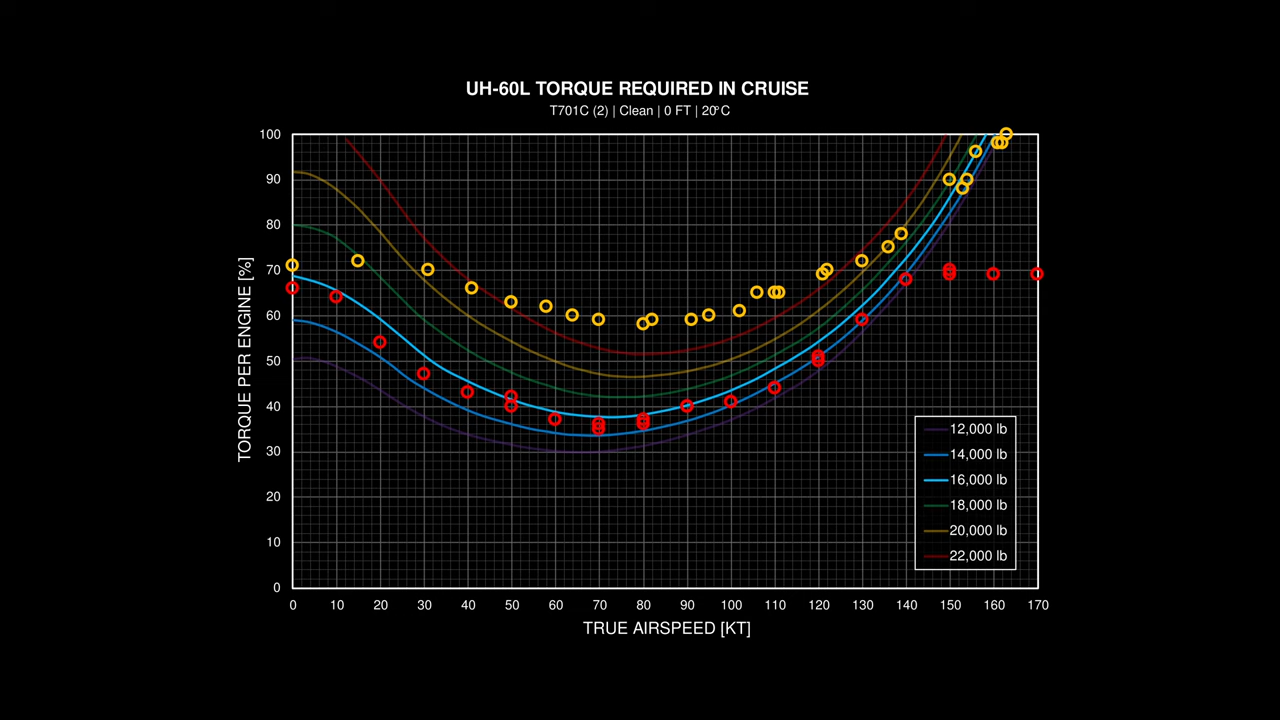 UH-60L TORQUE REQUIRED IN CRUISE
T701C (2) | Clean | 0 FT | 20°C
TORQUE PER ENGINE [%]
100
90
80
70
60
50
40
30
20
10
0
12,000 lb
14,000 lb
16,000 lb
18,000 lb
20,000 lb
22,000 lb
0 10 20 30 40 50 60 70 80 90 100 110 120 130 140 150 160 170
TRUE AIRSPEED [KT]